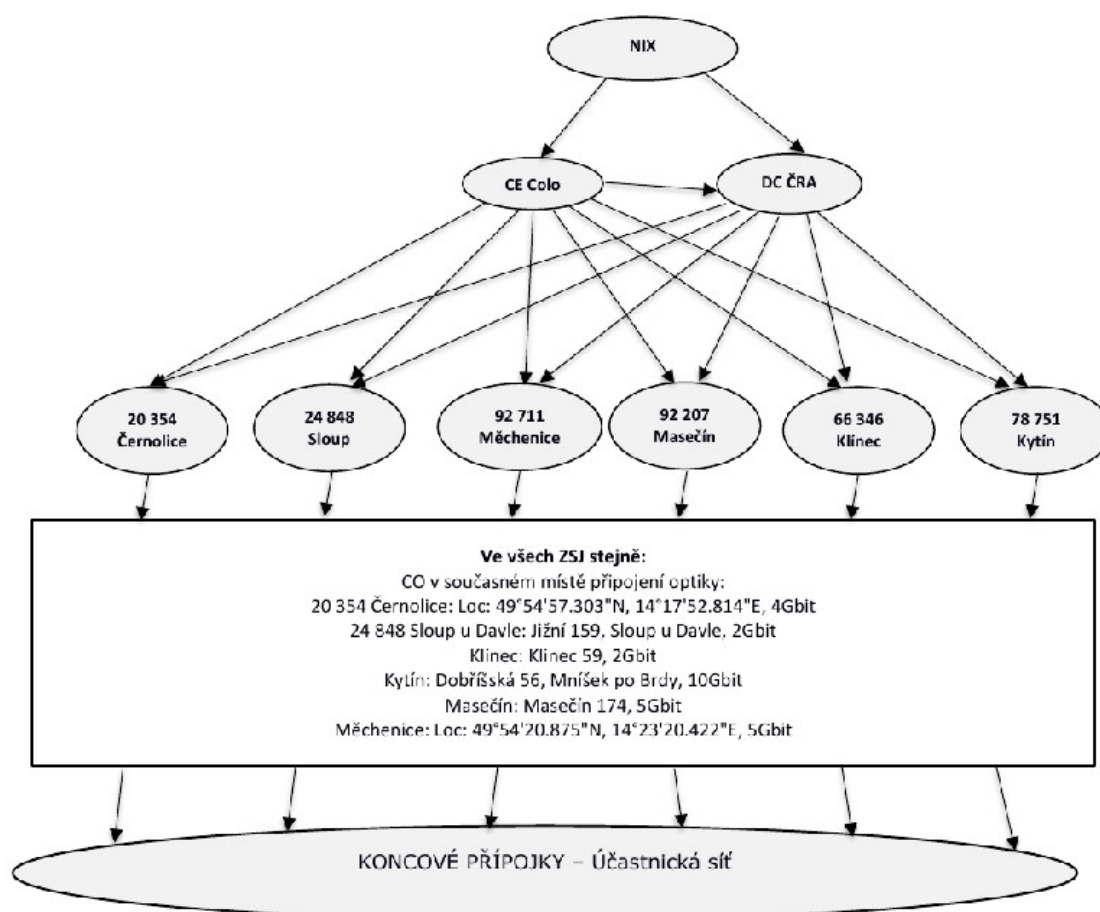 NIX
CE Colo
DC ČRA
20 354
Černolice
24 848
Sloup
92 711
Měchenice
92 207
Masečín
66 346
Klínec
78 751
Kytín
Ve všech ZSJ stejně:
CO v současném místě připojení optiky:
20 354 Černolice: Loc: 49°54'57.303"N, 14°17'52.814"E, 4Gbit
24 848 Sloup u Davle: Jižní 159, Sloup u Davle, 2Gbit
Klinec: Klinec 59, 2Gbit
Kytín: Dobříšská 56, Mníšek po Brdy, 10Gbit
Masečín: Masečín 174, 5Gbit
Měchenice: Loc: 49°54'20.875"N, 14°23'20.422"E, 5Gbit
KONCOVÉ PŘÍPOJKY – Účastnická síť